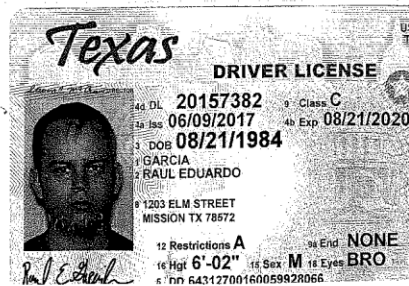 Texas
DRIVER LICENSE
4d DL 20157382 9 Class C
4a Iss 06/09/2017 4b Exp 08/21/2020
3 DOB 08/21/1984
1 GARCIA
2 RAUL EDUARDO
8 1203 ELM STREET
MISSION TX 78572
12 Restrictions A 9a End NONE
16 Hgt 6'-02" 15 Sex M 18 Eyes BRO
5 DD 64312700160059928066